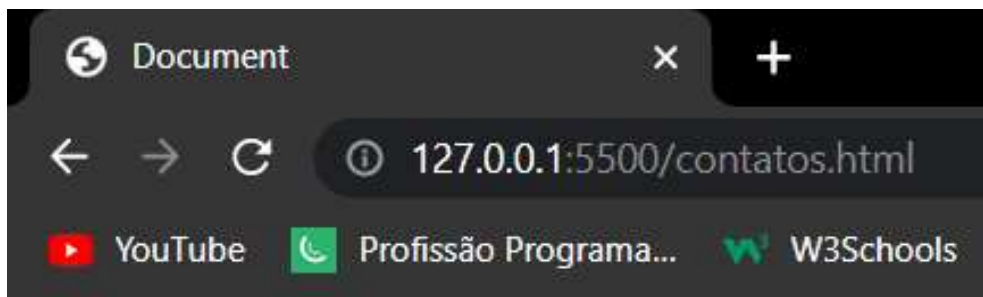 Document
127.0.0.1:5500/contatos.html
YouTube Profissão Programa... W3Schools